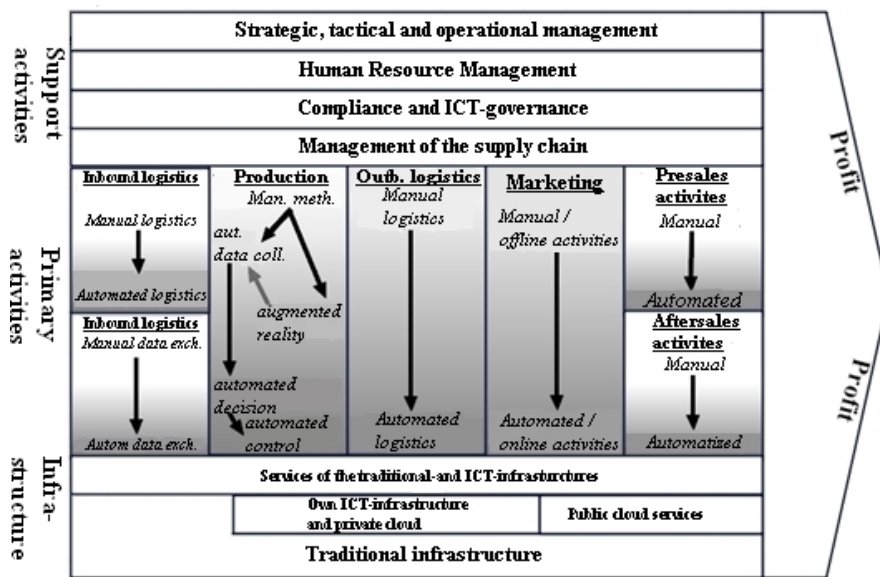 Support
activities
Strategic, tactical and operational management
Human Resource Management
Compliance and ICT-governance
Management of the supply chain
Primary
activities
Inbound logistics
Manual logistics
Automated logistics
Inbound logistics
Manual data exch.
Autom data exch.
Production
Man. meth.
aut.
data coll.
augmented
reality
automated
decision
automated
control
Outb. logistics
Manual
logistics
Automated
logistics
Marketing
Manual /
offline activities
Automated /
online activities
Presales
activites
Manual
Automated
Aftersales
activites
Manual
Automatized
Infra-
structure
Services of the traditional-and ICT-infrasturctures
Own ICT-infrastructure
and private cloud
Public cloud services
Traditional infrastructure
Profit
Profit